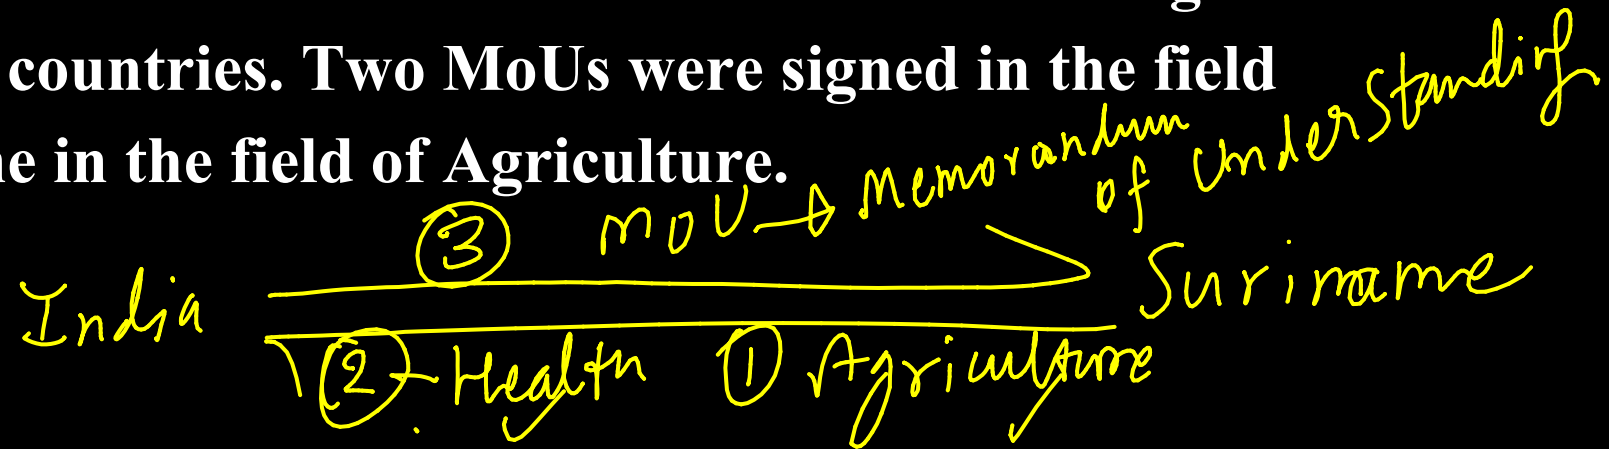 countries. Two MoUs were signed in the field
e in the field of Agriculture.
③ MOU → Memorandum of Understanding
India Suriname
② - Health ① Agriculture